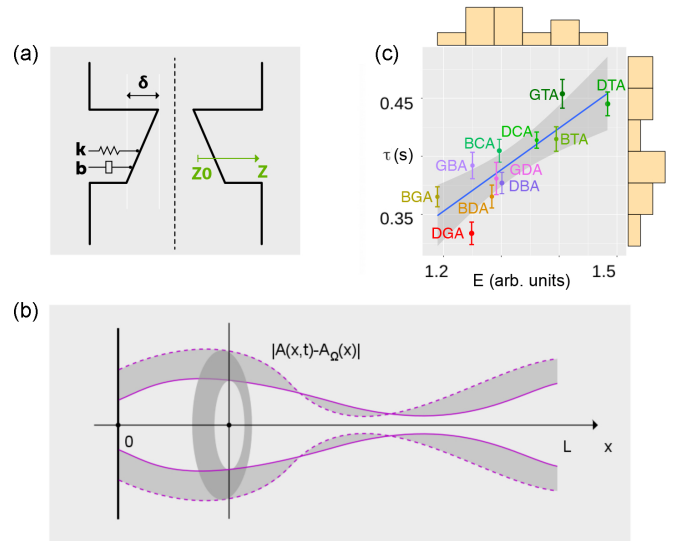 (a)
δ
k
b
Z0
Z
(c)
GTA
DTA
0.45
DCA
BCA
BTA
τ (s)
GBA
GDA
DBA
BGA
BDA
0.35
DGA
1.2
1.5
E (arb. units)
(b)
|A(x,t)-A_Ω(x)|
0
L
x